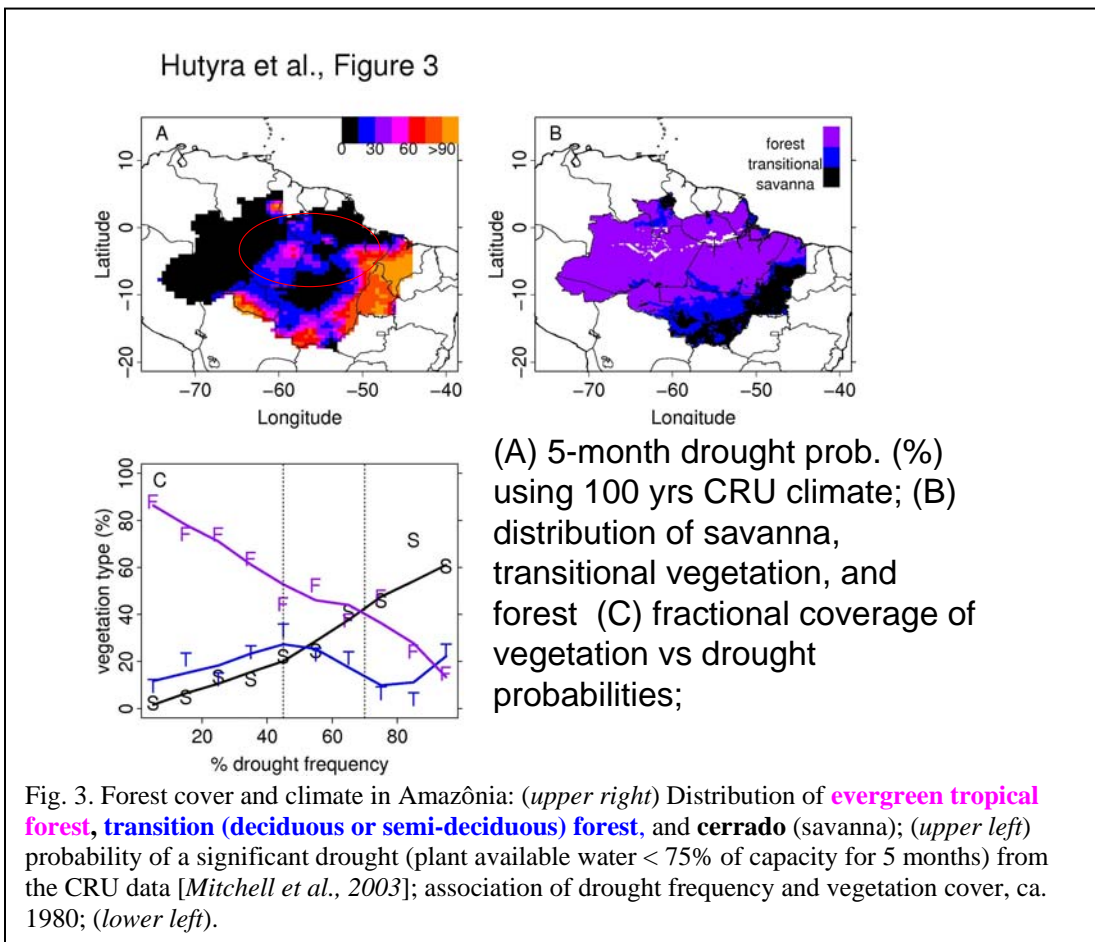 Hutyra et al., Figure 3
A
0 30 60 >90
Latitude
10
0
−10
−20
−70 −60 −50 −40
Longitude
B
forest
transitional
savanna
Latitude
10
0
−10
−20
−70 −60 −50 −40
Longitude
C
vegetation type (%)
100
80
60
40
20
0
F F F F F F F F F F
T T T T T T T T T T
S S S S S S S S S S
20 40 60 80
% drought frequency
(A) 5-month drought prob. (%)
using 100 yrs CRU climate; (B)
distribution of savanna,
transitional vegetation, and
forest (C) fractional coverage of
vegetation vs drought
probabilities;
Fig. 3. Forest cover and climate in Amazônia: (upper right) Distribution of evergreen tropical
forest, transition (deciduous or semi-deciduous) forest, and cerrado (savanna); (upper left)
probability of a significant drought (plant available water < 75% of capacity for 5 months) from
the CRU data [Mitchell et al., 2003]; association of drought frequency and vegetation cover, ca.
1980; (lower left).